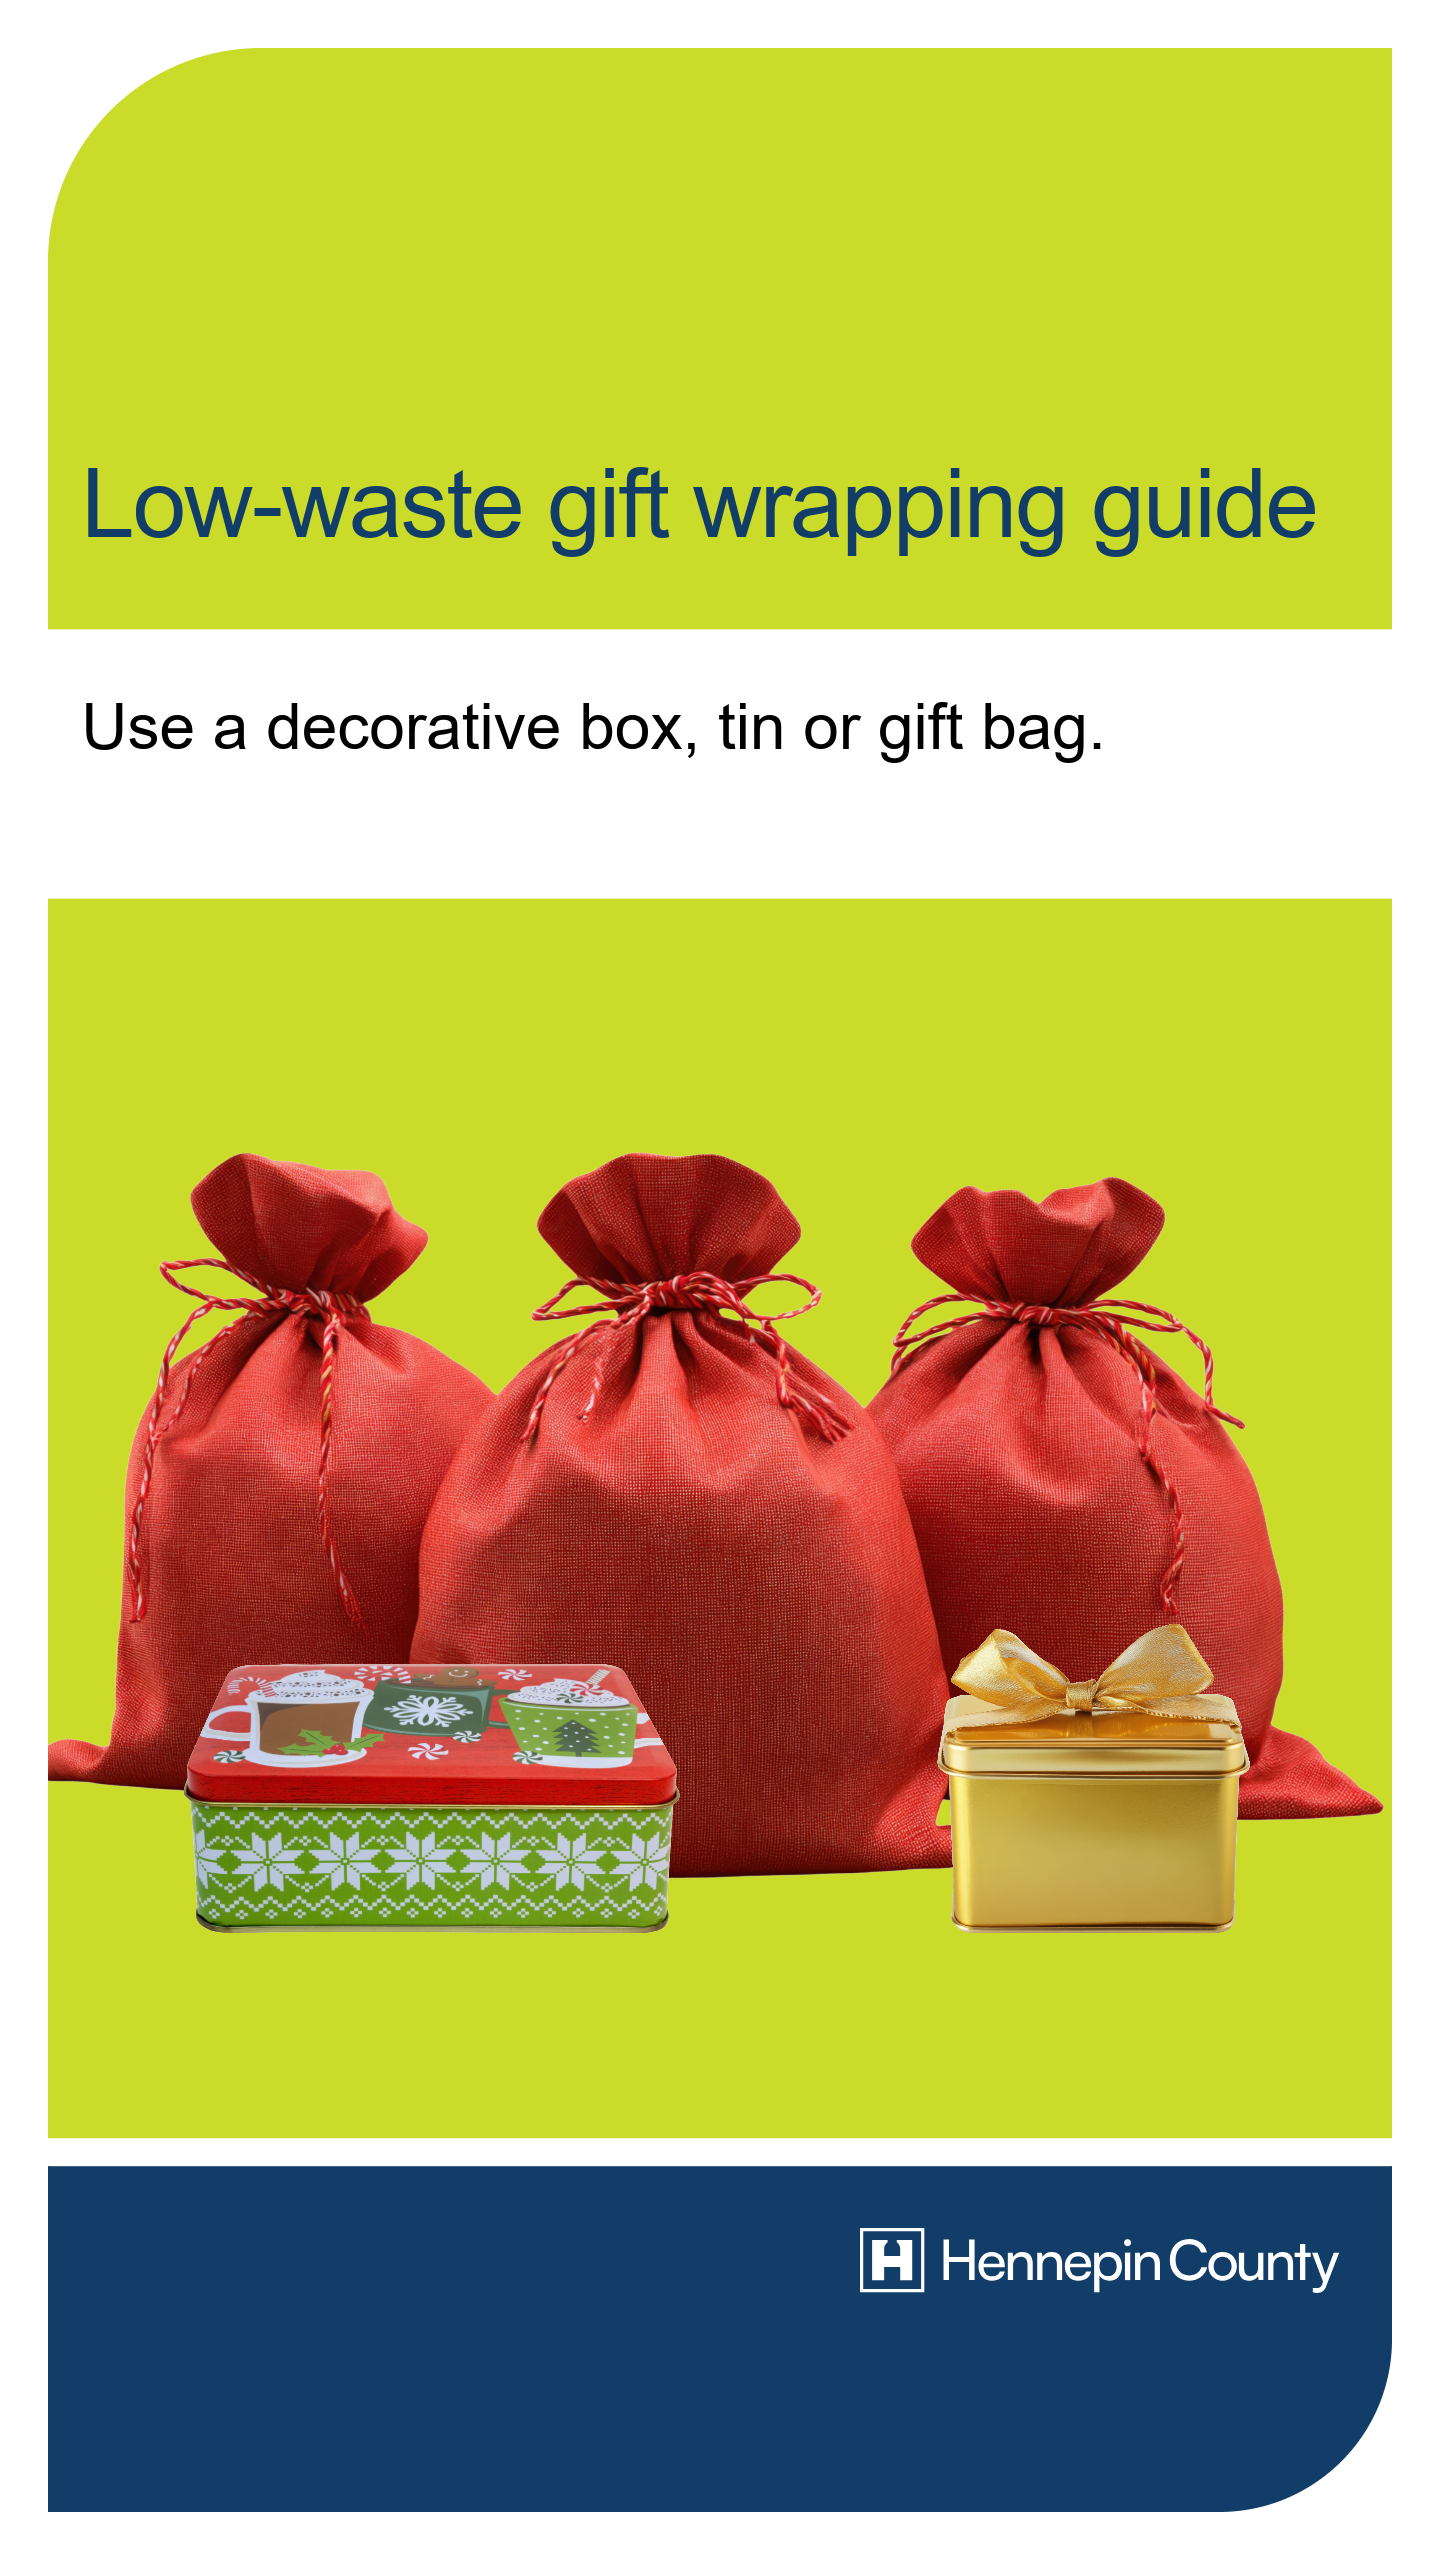 Low-waste gift wrapping guide
Use a decorative box, tin or gift bag.
Hennepin County